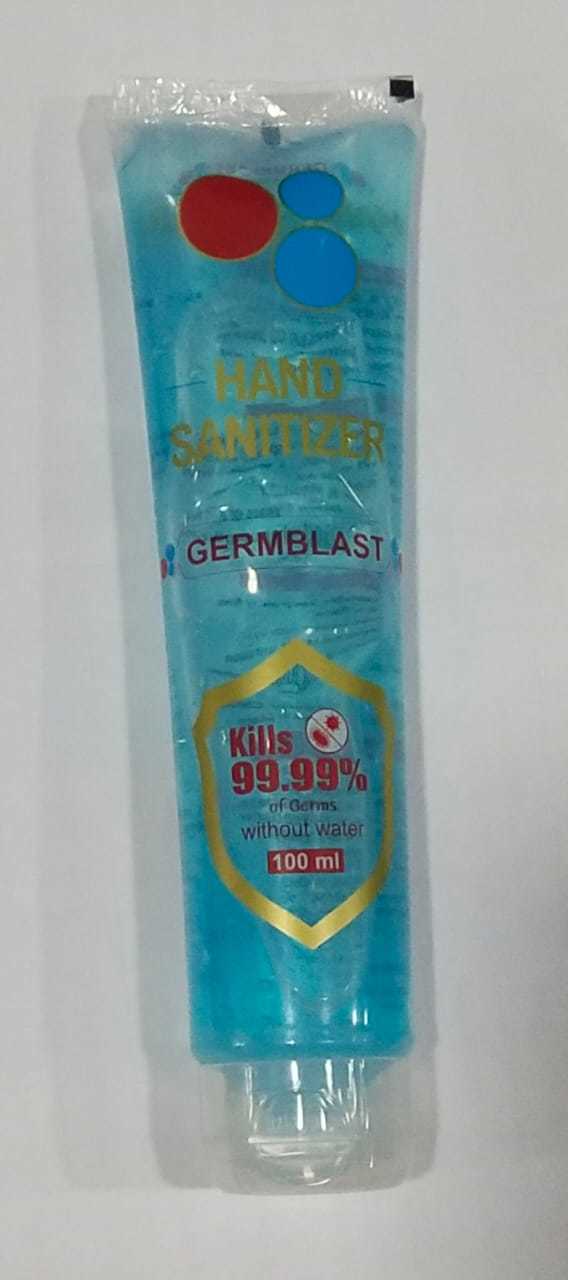 HAND
SANITIZER
GERMBLAST
Kills
99.99%
of Germs
without water
100 ml